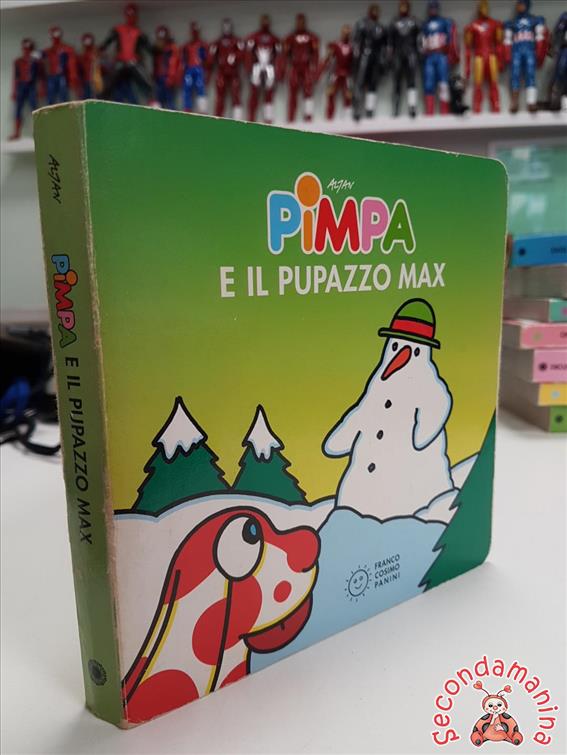 ALTAN
PIMPA
E IL PUPAZZO MAX
ALTAN
PIMPA E IL PUPAZZO MAX
FRANCO
COSIMO
PANINI
Secondamanina